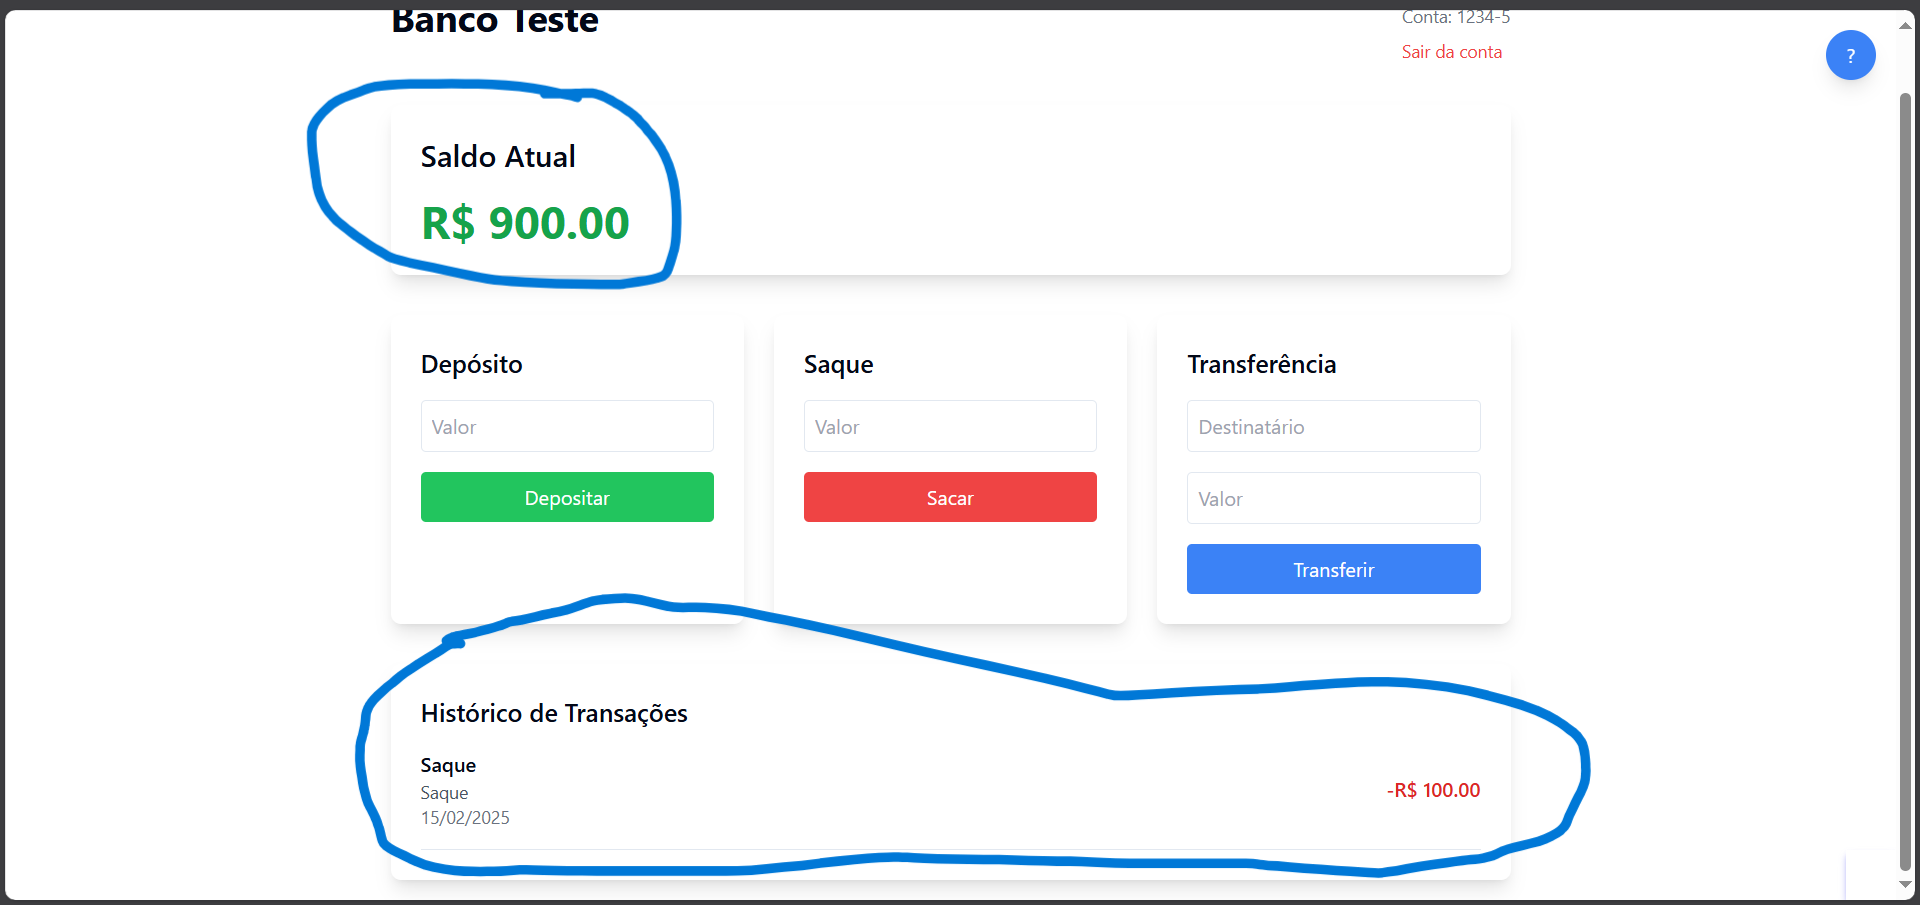 Banco Teste
Conta: 1234-5
Sair da conta
?
Saldo Atual
R$ 900.00
Depósito
Valor
Depositar
Saque
Valor
Sacar
Transferência
Destinatário
Valor
Transferir
Histórico de Transações
Saque
Saque
15/02/2025
-R$ 100.00